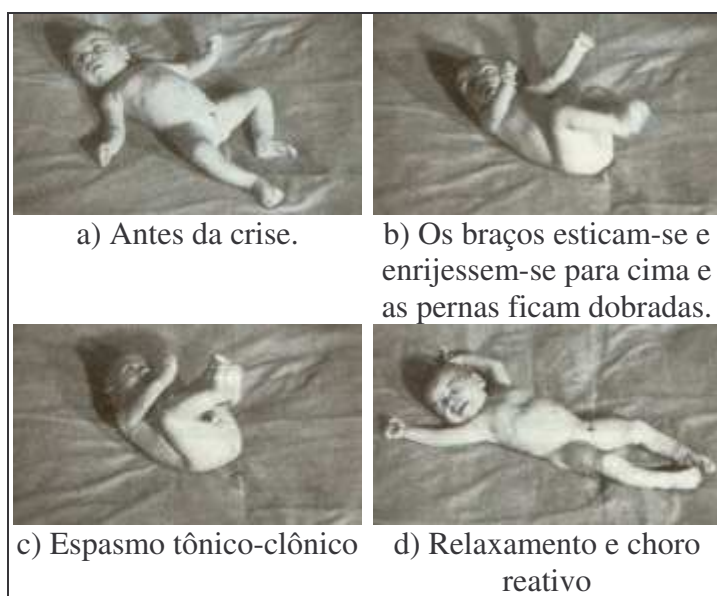 a) Antes da crise.
b) Os braços esticam-se e
enrijessem-se para cima e
as pernas ficam dobradas.
c) Espasmo tônico-clônico
d) Relaxamento e choro
reativo